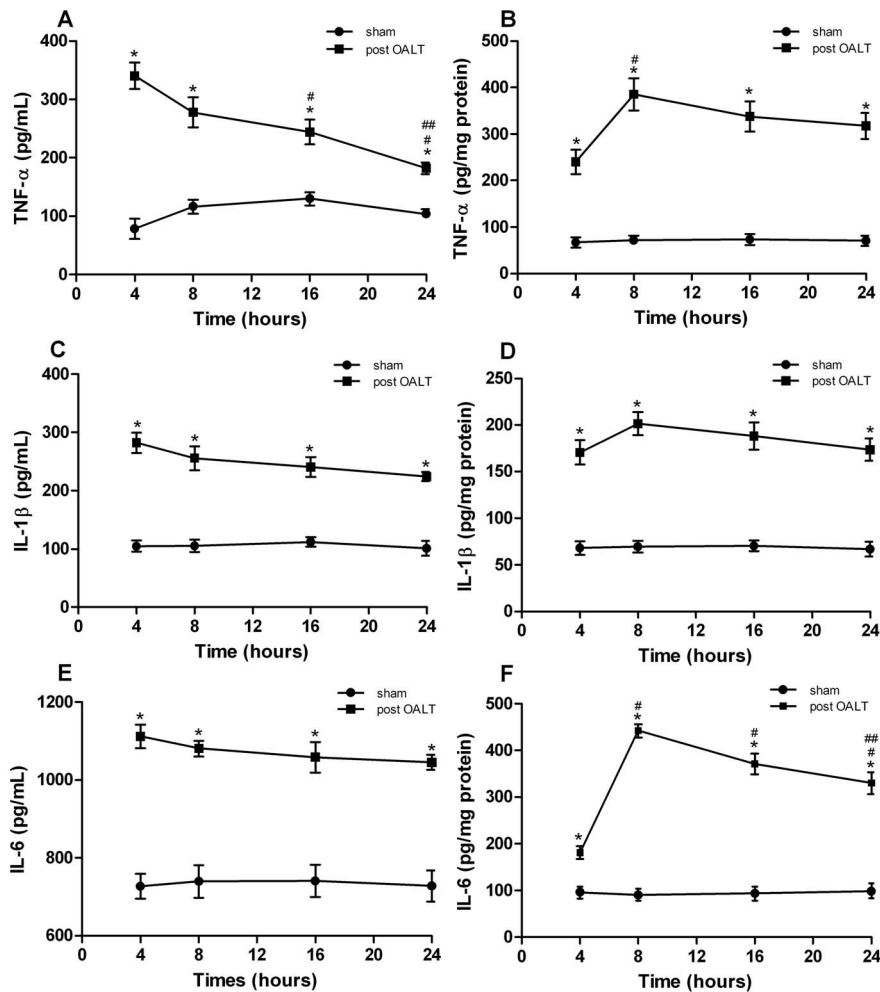 A
sham
post OALT
TNF-α (pg/mL)
400
300
200
100
0
* * # * ## # *
0 4 8 12 16 20 24
Time (hours)
B
sham
post OALT
TNF-α (pg/mg protein)
500
400
300
200
100
0
* # * * *
0 4 8 12 16 20 24
Time (hours)
C
sham
post OALT
IL-1β (pg/mL)
400
300
200
100
0
* * * *
0 4 8 12 16 20 24
Time (hours)
D
sham
post OALT
IL-1β (pg/mg protein)
250
200
150
100
50
0
* * * *
0 4 8 12 16 20 24
Time (hours)
E
sham
post OALT
IL-6 (pg/mL)
1200
1000
800
600
* * * *
0 4 8 12 16 20 24
Times (hours)
F
sham
post OALT
IL-6 (pg/mg protein)
500
400
300
200
100
0
* # * # * ## # *
0 4 8 12 16 20 24
Time (hours)